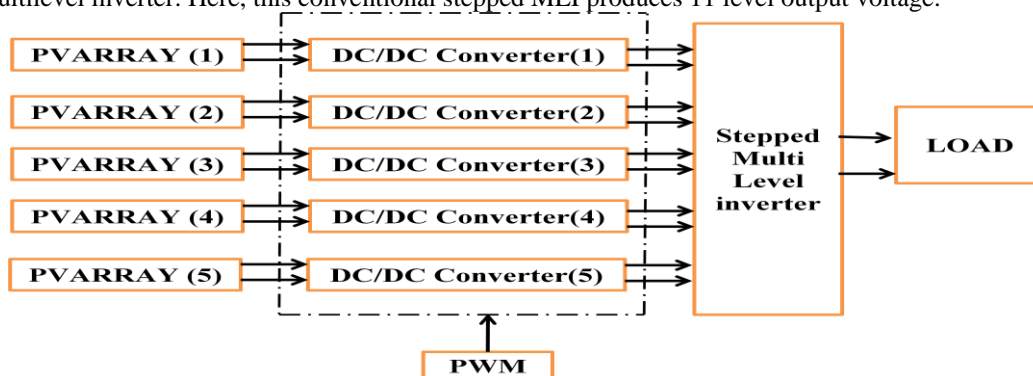 multilevel inverter. Here, this conventional stepped MLI produces 11 level output voltage.
PVARRAY (1)
DC/DC Converter(1)
PVARRAY (2)
DC/DC Converter(2)
PVARRAY (3)
DC/DC Converter(3)
PVARRAY (4)
DC/DC Converter(4)
PVARRAY (5)
DC/DC Converter(5)
Stepped
Multi
Level
inverter
LOAD
PWM